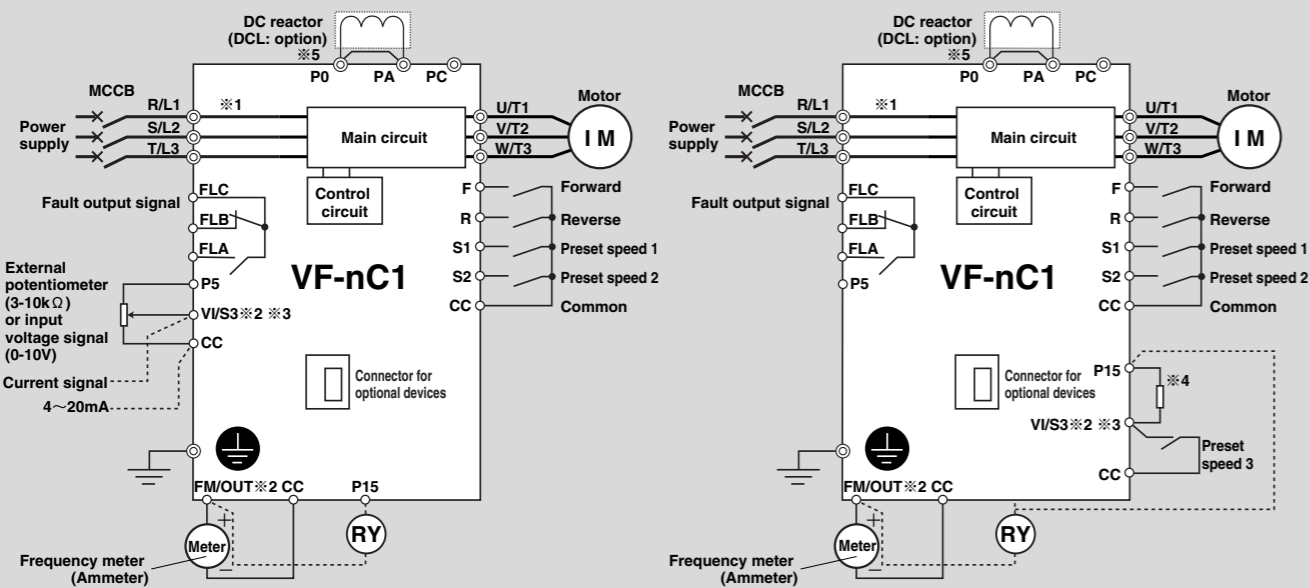 DC reactor
(DCL: option)
※5
P0 PA PC
MCCB
R/L1 ※1 U/T1 Motor
Power
supply
S/L2 Main circuit V/T2 I M
T/L3 W/T3
FLC Control
circuit
F Forward
Fault output signal
FLB R Reverse
FLA S1 Preset speed 1
External
potentiometer
(3-10kΩ)
or input
voltage signal
(0-10V)
P5 VF-nC1 S2 Preset speed 2
VI/S3※2 ※3 CC Common
CC
Connector for
optional devices
Current signal
4～20mA
FM/OUT※2 CC P15
+
Meter RY
−
Frequency meter
(Ammeter)
DC reactor
(DCL: option)
※5
P0 PA PC
MCCB
R/L1 ※1 U/T1 Motor
Power
supply
S/L2 Main circuit V/T2 I M
T/L3 W/T3
FLC Control
circuit
F Forward
Fault output signal
FLB R Reverse
FLA S1 Preset speed 1
P5 VF-nC1 S2 Preset speed 2
CC Common
P15
Connector for
optional devices
※4
VI/S3※2 ※3
Preset
speed 3
CC
FM/OUT※2 CC
+
Meter RY
−
Frequency meter
(Ammeter)